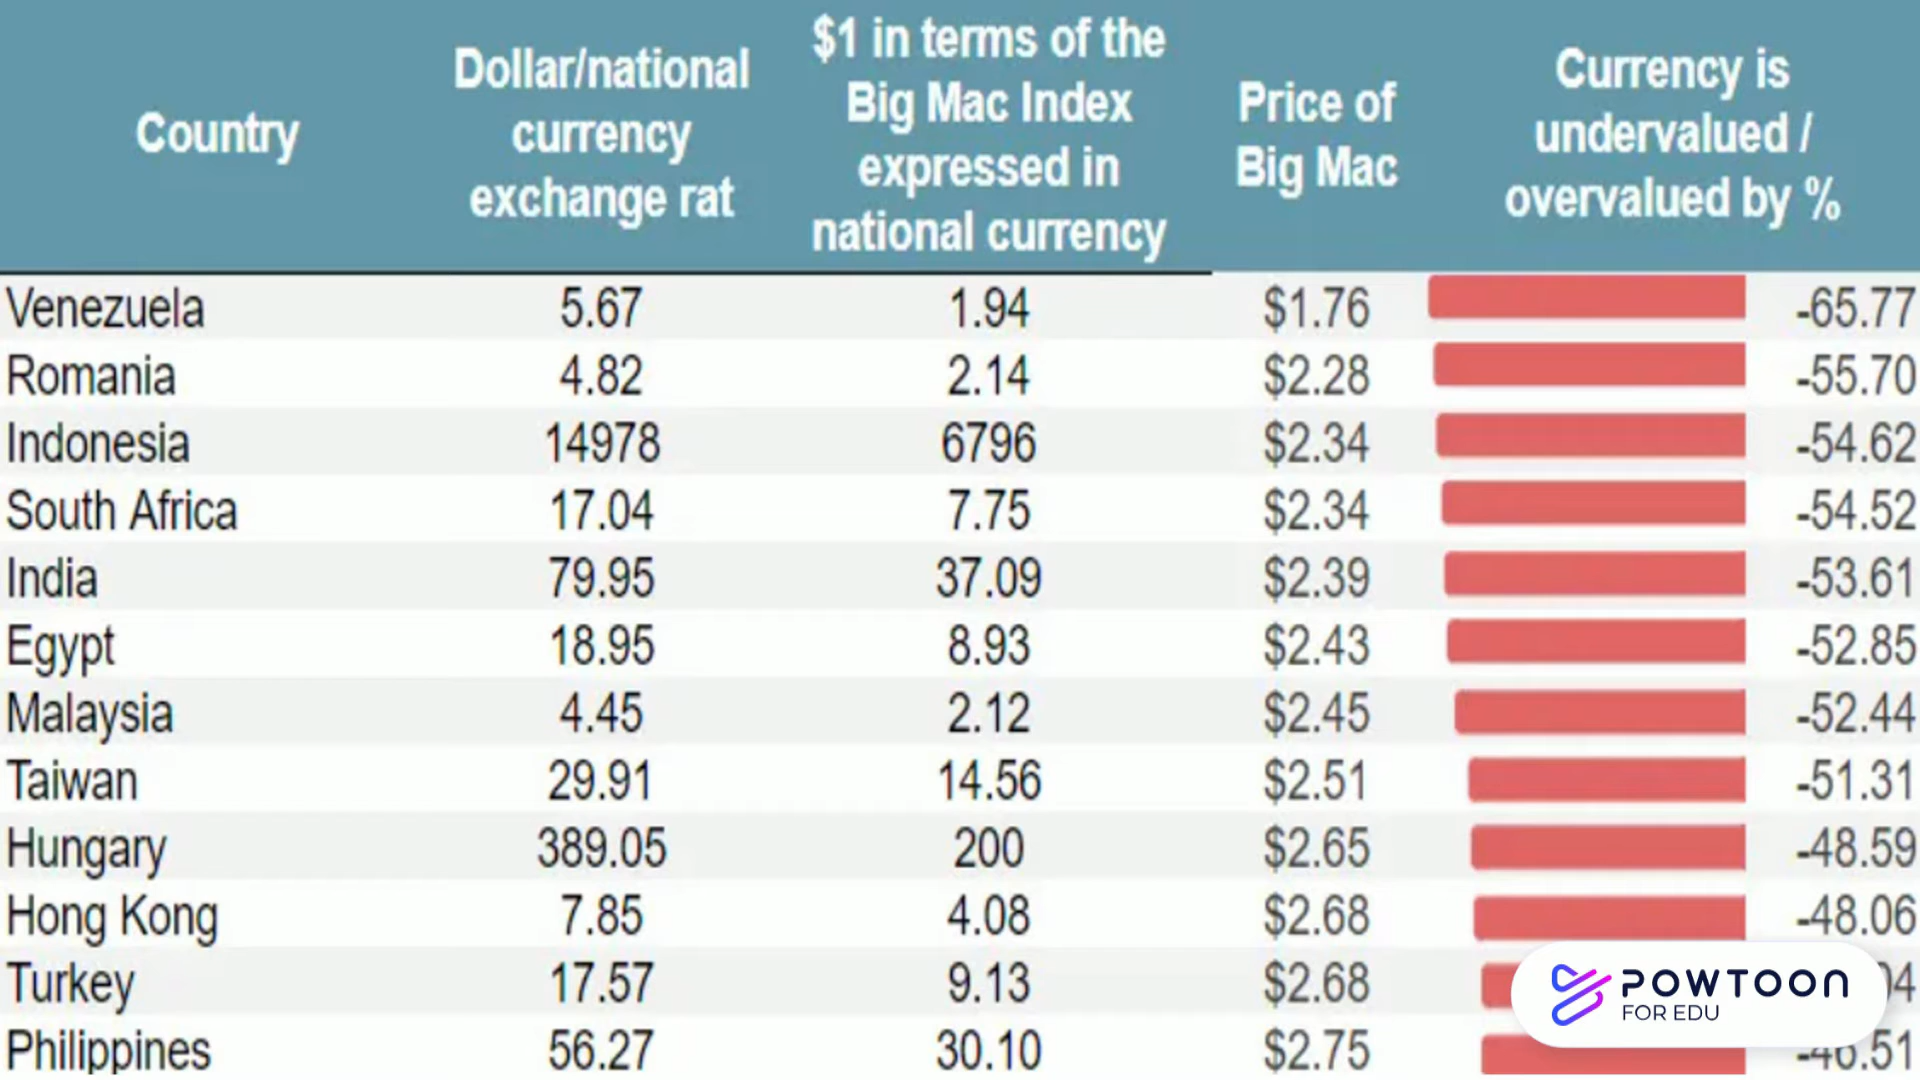 Country
Dollar/national
currency
exchange rat
$1 in terms of the
Big Mac Index
expressed in
national currency
Price of
Big Mac
Currency is
undervalued /
overvalued by %
Venezuela 5.67 1.94 $1.76 -65.77
Romania 4.82 2.14 $2.28 -55.70
Indonesia 14978 6796 $2.34 -54.62
South Africa 17.04 7.75 $2.34 -54.52
India 79.95 37.09 $2.39 -53.61
Egypt 18.95 8.93 $2.43 -52.85
Malaysia 4.45 2.12 $2.45 -52.44
Taiwan 29.91 14.56 $2.51 -51.31
Hungary 389.05 200 $2.65 -48.59
Hong Kong 7.85 4.08 $2.68 -48.06
Turkey 17.57 9.13 $2.68
Philippines 56.27 30.10 $2.75 -46.51
POWTOON
FOR EDU